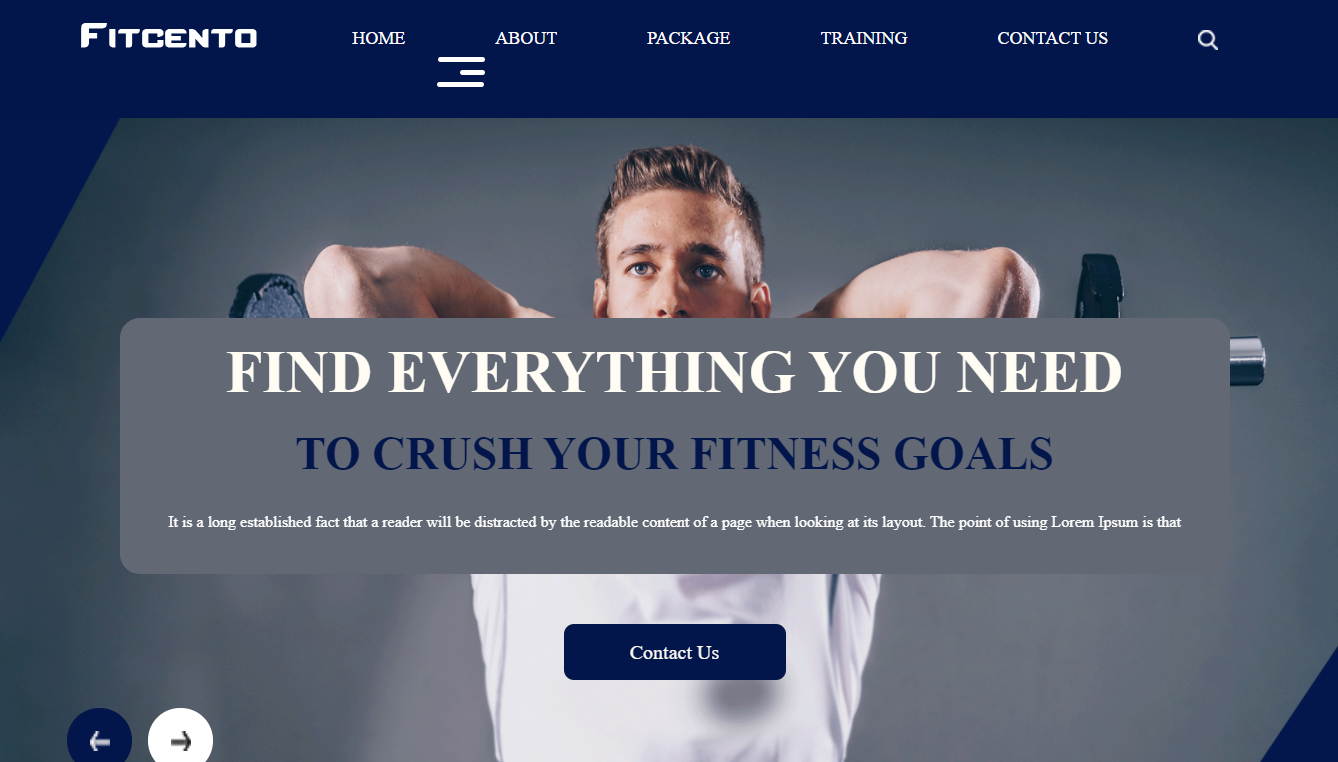 FITCENTO
HOME ABOUT PACKAGE TRAINING CONTACT US
FIND EVERYTHING YOU NEED
TO CRUSH YOUR FITNESS GOALS
It is a long established fact that a reader will be distracted by the readable content of a page when looking at its layout. The point of using Lorem Ipsum is that
Contact Us